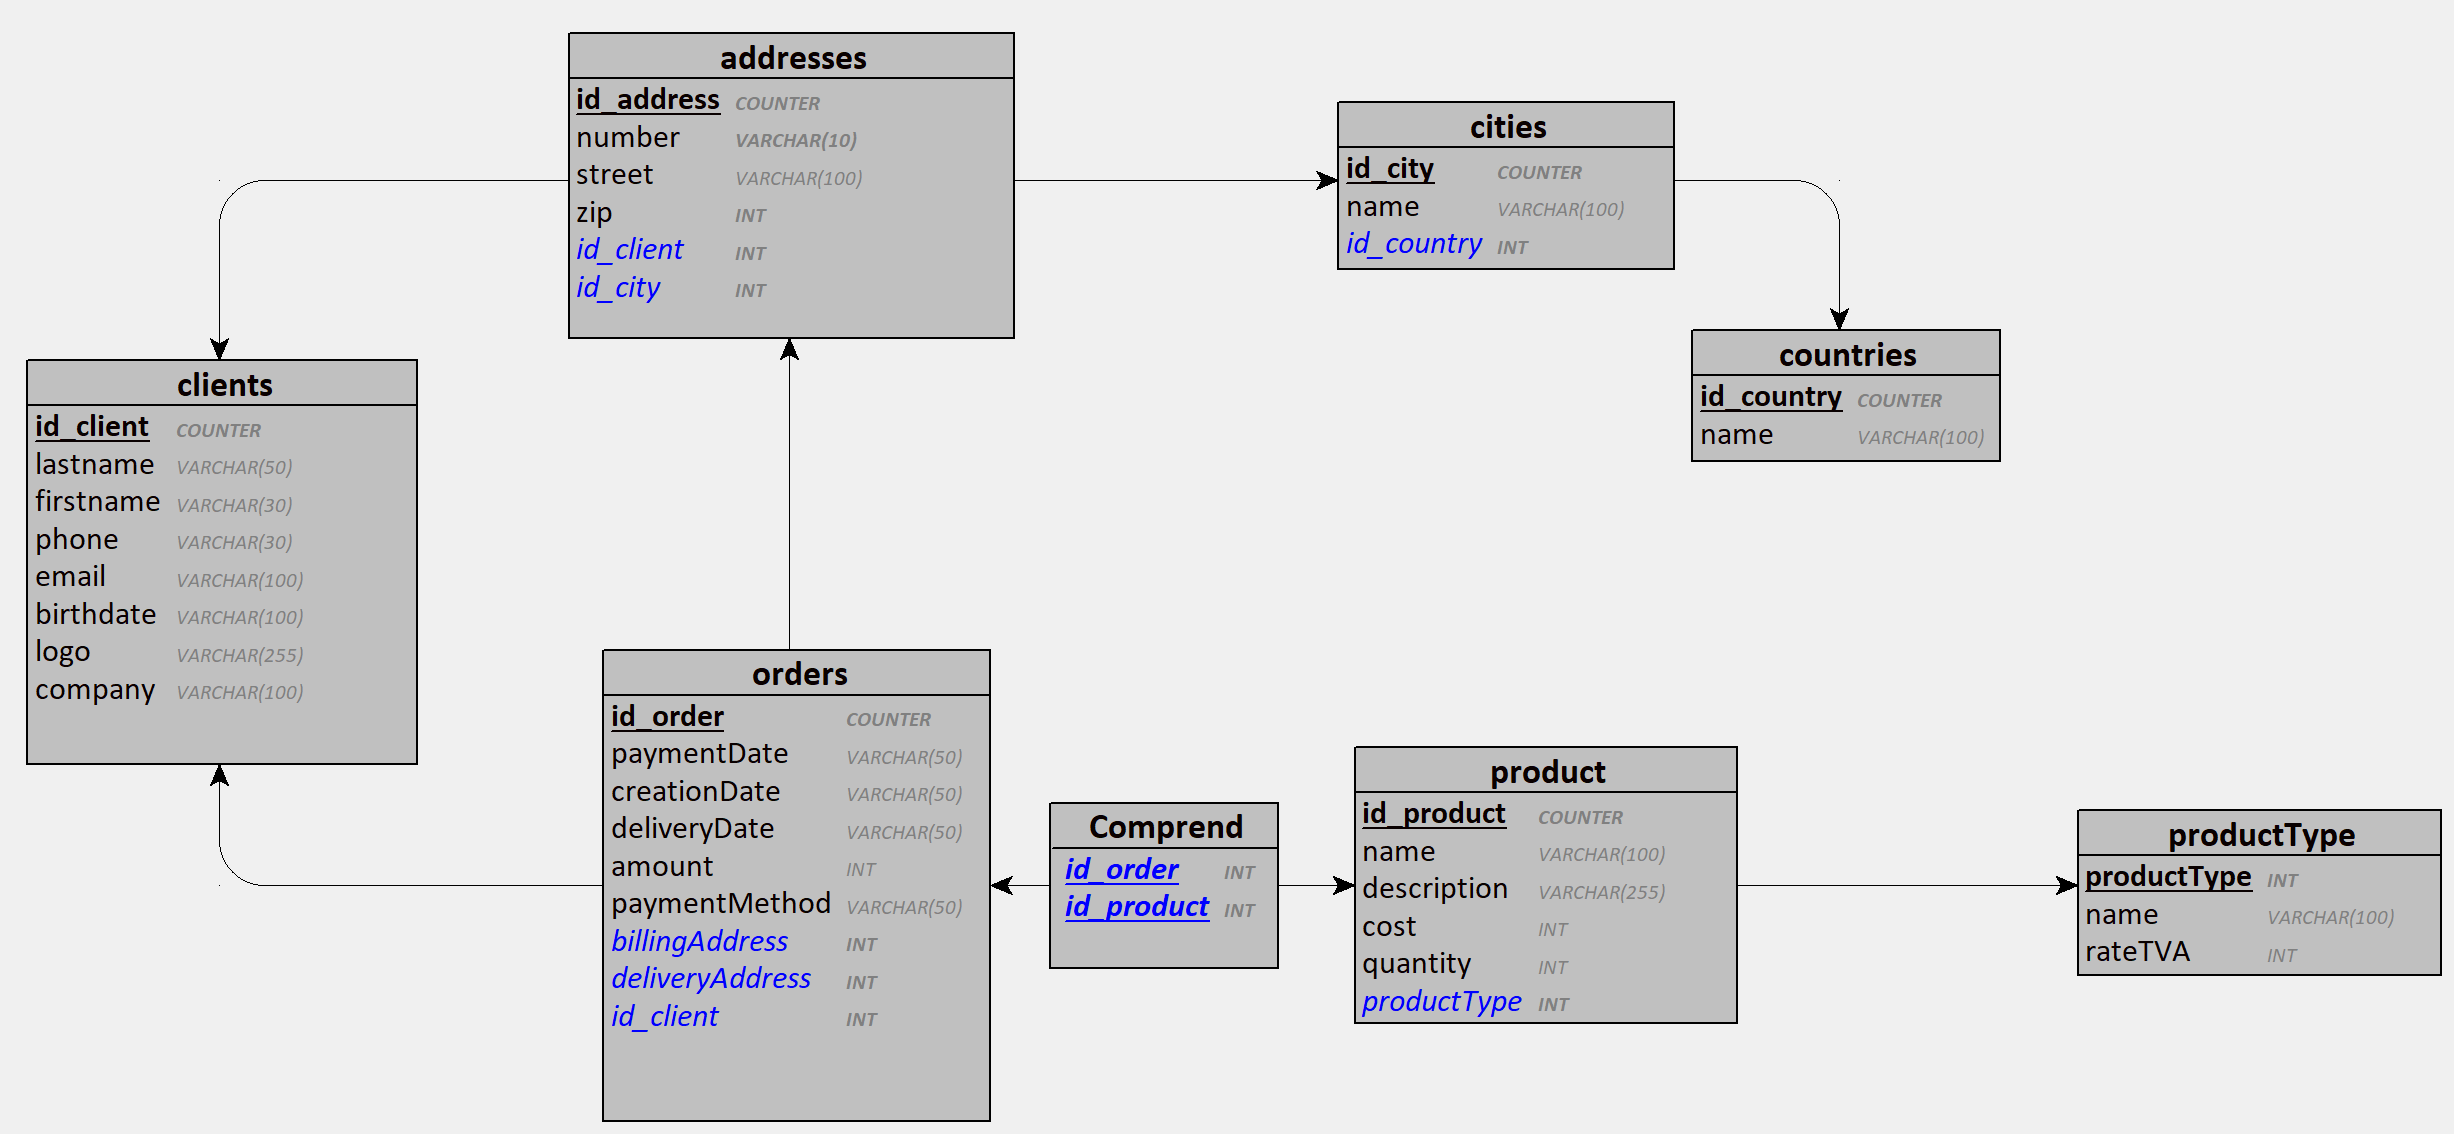 addresses
id_address COUNTER
number VARCHAR(10)
street VARCHAR(100)
zip INT
id_client INT
id_city INT
cities
id_city COUNTER
name VARCHAR(100)
id_country INT
countries
id_country COUNTER
name VARCHAR(100)
clients
id_client COUNTER
lastname VARCHAR(50)
firstname VARCHAR(30)
phone VARCHAR(30)
email VARCHAR(100)
birthdate VARCHAR(100)
logo VARCHAR(255)
company VARCHAR(100)
orders
id_order COUNTER
paymentDate VARCHAR(50)
creationDate VARCHAR(50)
deliveryDate VARCHAR(50)
amount INT
paymentMethod VARCHAR(50)
billingAddress INT
deliveryAddress INT
id_client INT
Comprend
id_order INT
id_product INT
product
id_product COUNTER
name VARCHAR(100)
description VARCHAR(255)
cost INT
quantity INT
productType INT
productType
productType INT
name VARCHAR(100)
rateTVA INT